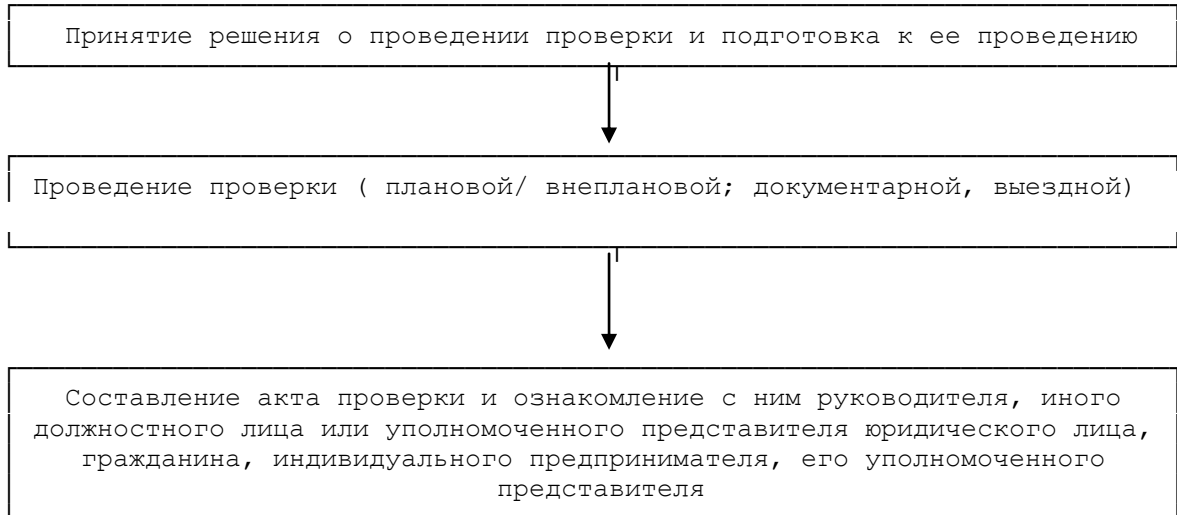 Принятие решения о проведении проверки и подготовка к ее проведению
Проведение проверки ( плановой/ внеплановой; документарной, выездной)
Составление акта проверки и ознакомление с ним руководителя, иного
должностного лица или уполномоченного представителя юридического лица,
гражданина, индивидуального предпринимателя, его уполномоченного
представителя